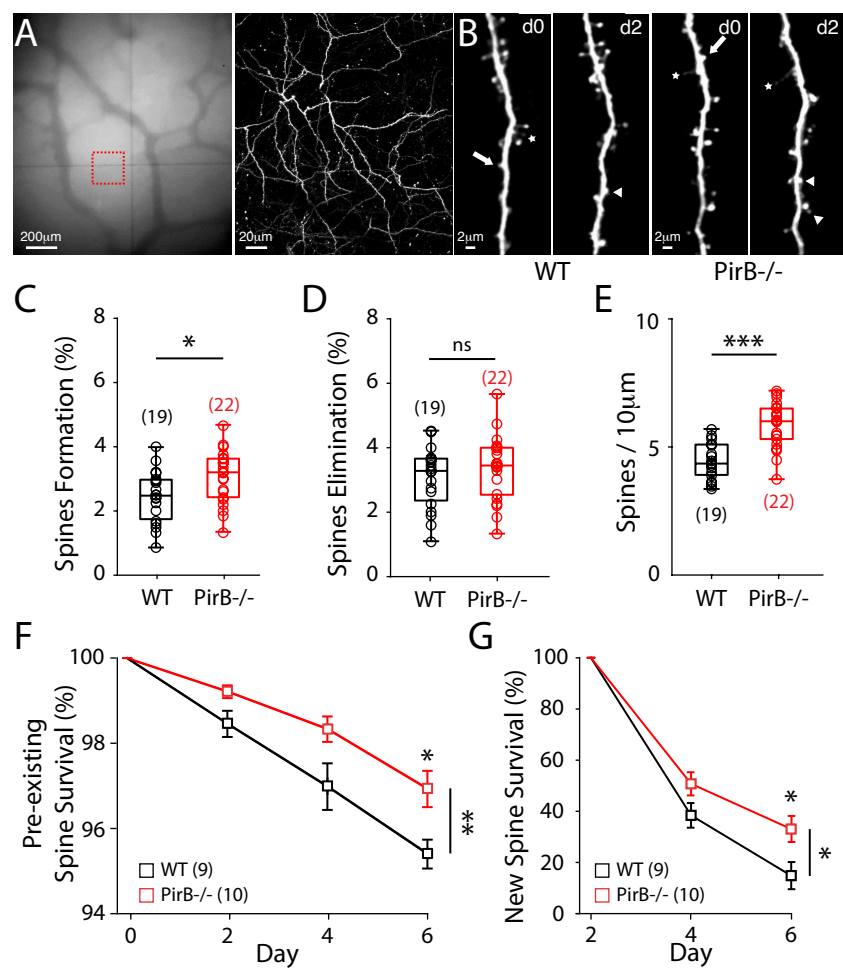 A
200μm
20μm
B
d0
d2
d0
d2
2μm
2μm
WT
PirB-/-
C
Spines Formation (%)
8
6
4
2
0
*
(19)
(22)
WT
PirB-/-
D
Spines Elimination (%)
8
6
4
2
0
ns
(19)
(22)
WT
PirB-/-
E
Spines / 10μm
10
5
0
***
(19)
(22)
WT
PirB-/-
F
Pre-existing
Spine Survival (%)
100
98
96
94
*
**
WT (9)
PirB-/- (10)
0
2
4
6
Day
G
New Spine Survival (%)
100
80
60
40
20
0
*
*
WT (9)
PirB-/- (10)
2
4
6
Day